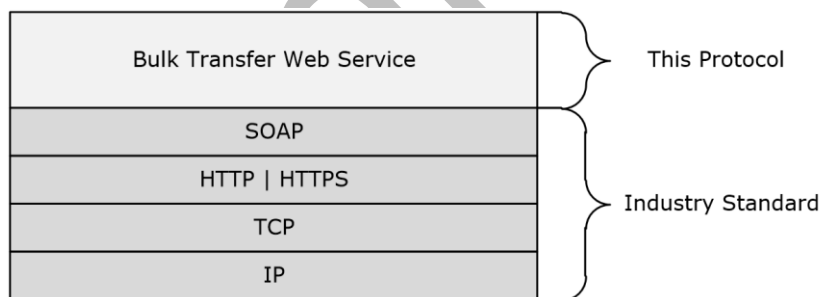 Bulk Transfer Web Service
This Protocol
SOAP
HTTP | HTTPS
Industry Standard
TCP
IP